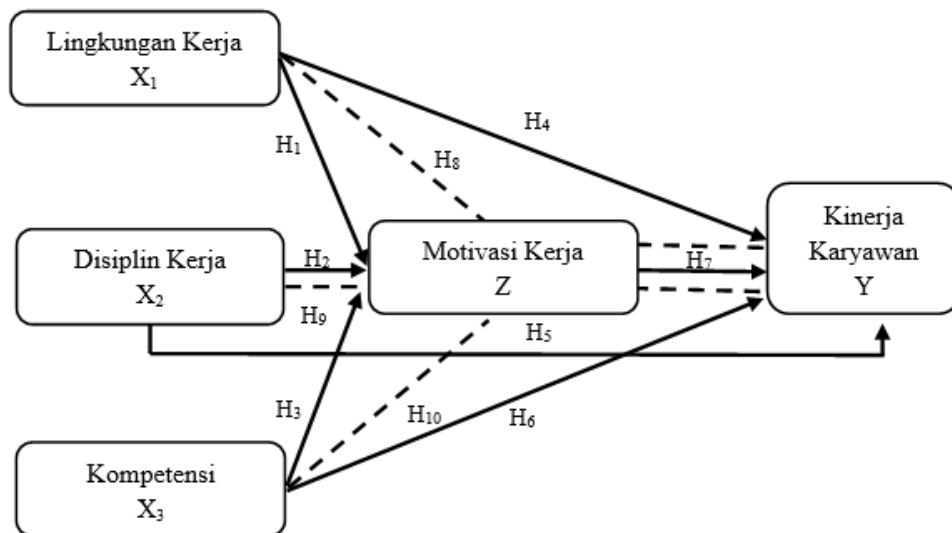 Lingkungan Kerja
X₁
H₄
H₁
H₈
Disiplin Kerja
X₂
H₂
H₉
Motivasi Kerja
Z
H₇
Kinerja
Karyawan
Y
H₅
H₃
H₁₀
H₆
Kompetensi
X₃